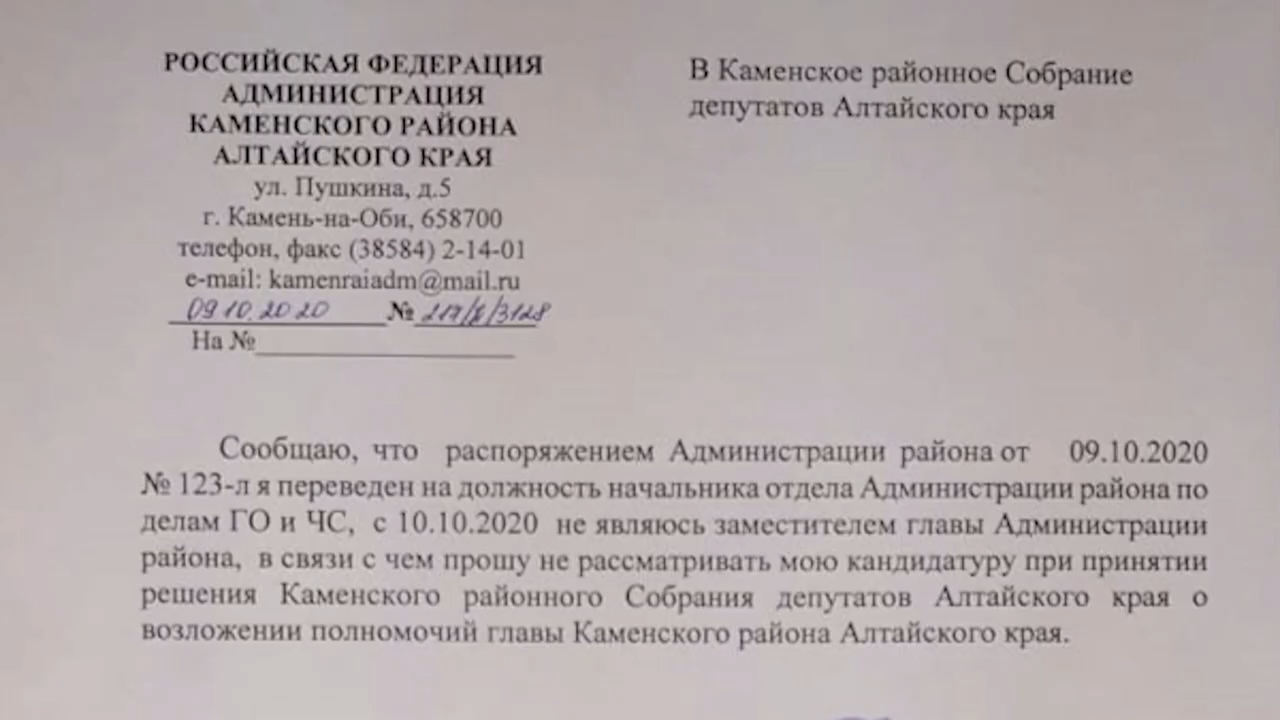 РОССИЙСКАЯ ФЕДЕРАЦИЯ
АДМИНИСТРАЦИЯ
КАМЕНСКОГО РАЙОНА
АЛТАЙСКОГО КРАЯ
ул. Пушкина, д.5
г. Камень-на-Оби, 658700
телефон, факс (38584) 2-14-01
e-mail: kamenraiadm@mail.ru
09.10.2020 №
На №
В Каменское районное Собрание
депутатов Алтайского края
Сообщаю, что распоряжением Администрации района от 09.10.2020
№ 123-л я переведен на должность начальника отдела Администрации района по
делам ГО и ЧС, с 10.10.2020 не являюсь заместителем главы Администрации
района, в связи с чем прошу не рассматривать мою кандидатуру при принятии
решения Каменского районного Собрания депутатов Алтайского края о
возложении полномочий главы Каменского района Алтайского края.